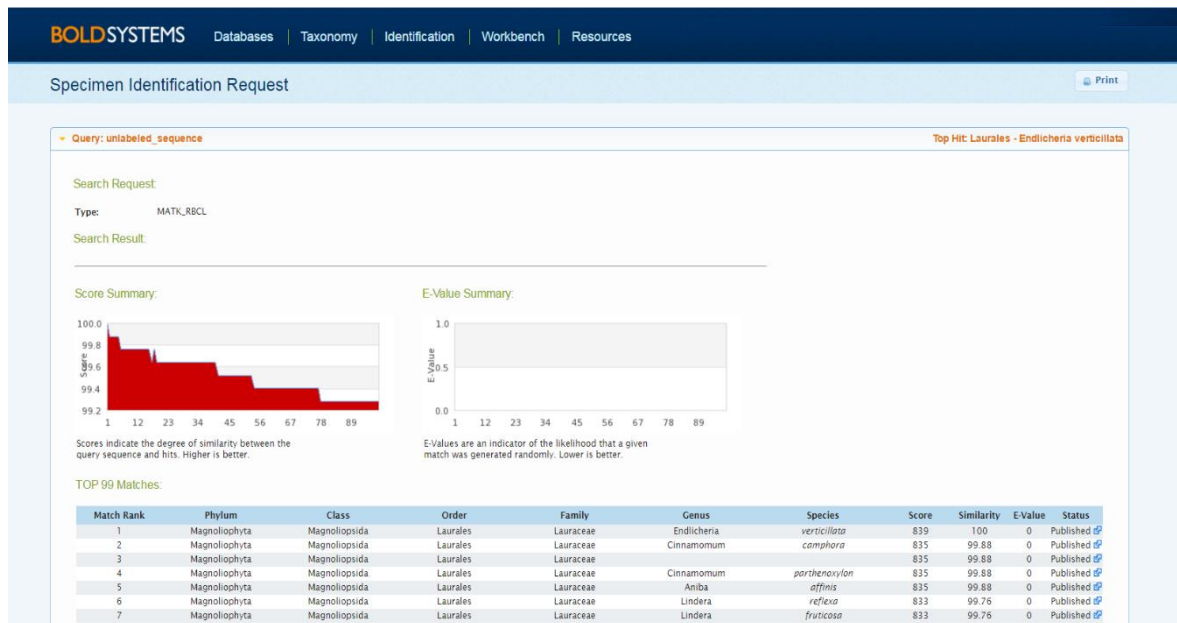 BOLDSYSTEMS Databases Taxonomy Identification Workbench Resources
Specimen Identification Request Print
Query: unlabeled_sequence Top Hit: Laurales - Endlicheria verticillata
Search Request:
Type: MATK_RBCL
Search Result:
Score Summary: E-Value Summary:
100.0
99.8
99.6
99.4
99.2
Score
1 12 23 34 45 56 67 78 89
1.0
0.5
0.0
E-Value
1 12 23 34 45 56 67 78 89
Scores indicate the degree of similarity between the
query sequence and hits. Higher is better.
E-Values are an indicator of the likelihood that a given
match was generated randomly. Lower is better.
TOP 99 Matches:
Match Rank Phylum Class Order Family Genus Species Score Similarity E-Value Status
1 Magnoliophyta Magnoliopsida Laurales Lauraceae Endlicheria verticillata 839 100 0 Published
2 Magnoliophyta Magnoliopsida Laurales Lauraceae Cinnamomum camphora 835 99.88 0 Published
3 Magnoliophyta Magnoliopsida Laurales Lauraceae 835 99.88 0 Published
4 Magnoliophyta Magnoliopsida Laurales Lauraceae Cinnamomum parthenoxylon 835 99.88 0 Published
5 Magnoliophyta Magnoliopsida Laurales Lauraceae Aniba affinis 835 99.88 0 Published
6 Magnoliophyta Magnoliopsida Laurales Lauraceae Lindera reflexa 833 99.76 0 Published
7 Magnoliophyta Magnoliopsida Laurales Lauraceae Lindera fruticosa 833 99.76 0 Published